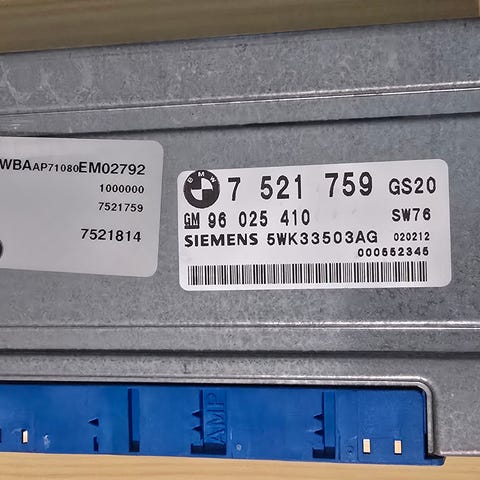 WBAAP71080EM02792
1000000
7521759
7521814
BMW
7 521 759 GS20
GM 96 025 410 SW76
SIEMENS 5WK33503AG 020212
000552345
AMP